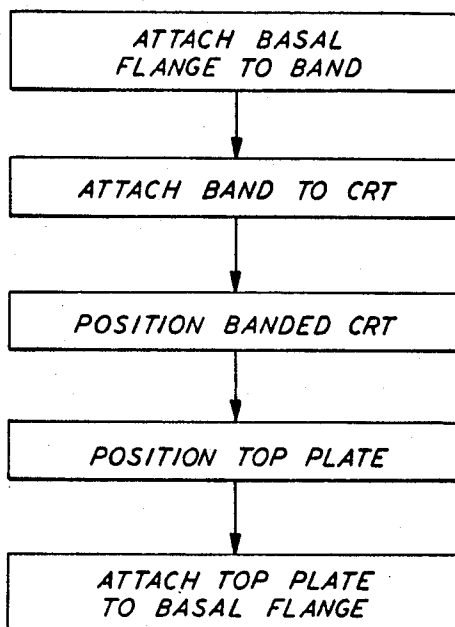 ATTACH BASAL
FLANGE TO BAND
ATTACH BAND TO CRT
POSITION BANDED CRT
POSITION TOP PLATE
ATTACH TOP PLATE
TO BASAL FLANGE